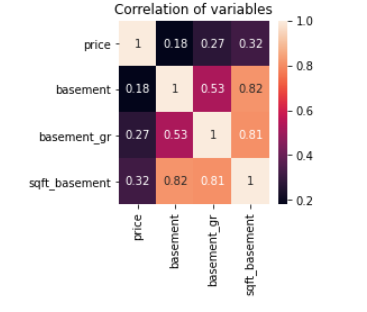 Correlation of variables
price
1
0.18
0.27
0.32
basement
0.18
1
0.53
0.82
basement_gr
0.27
0.53
1
0.81
sqft_basement
0.32
0.82
0.81
1
price
basement
basement_gr
sqft_basement
1.0
0.8
0.6
0.4
0.2